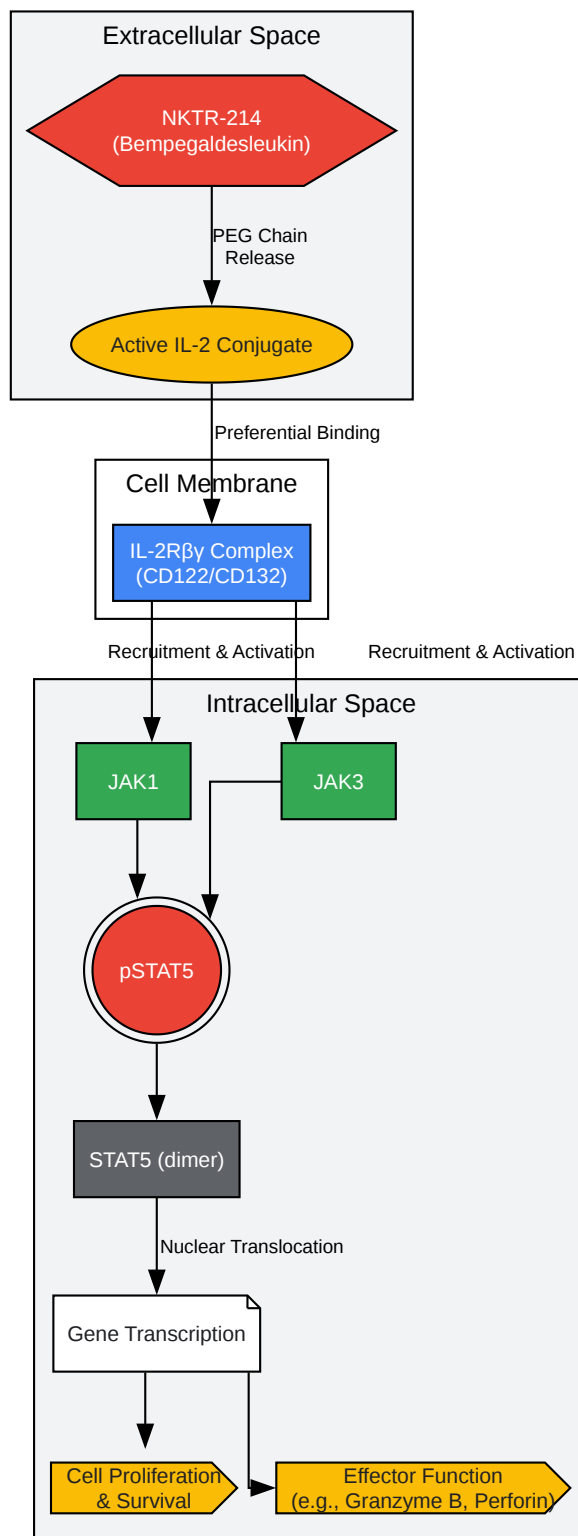 Extracellular Space
NKTR-214
(Bempegaldesleukin)
PEG Chain
Release
Active IL-2 Conjugate
Preferential Binding
Cell Membrane
IL-2Rβγ Complex
(CD122/CD132)
Recruitment & Activation
Recruitment & Activation
Intracellular Space
JAK1
JAK3
pSTAT5
STAT5 (dimer)
Nuclear Translocation
Gene Transcription
Cell Proliferation
& Survival
Effector Function
(e.g., Granzyme B, Perforin)